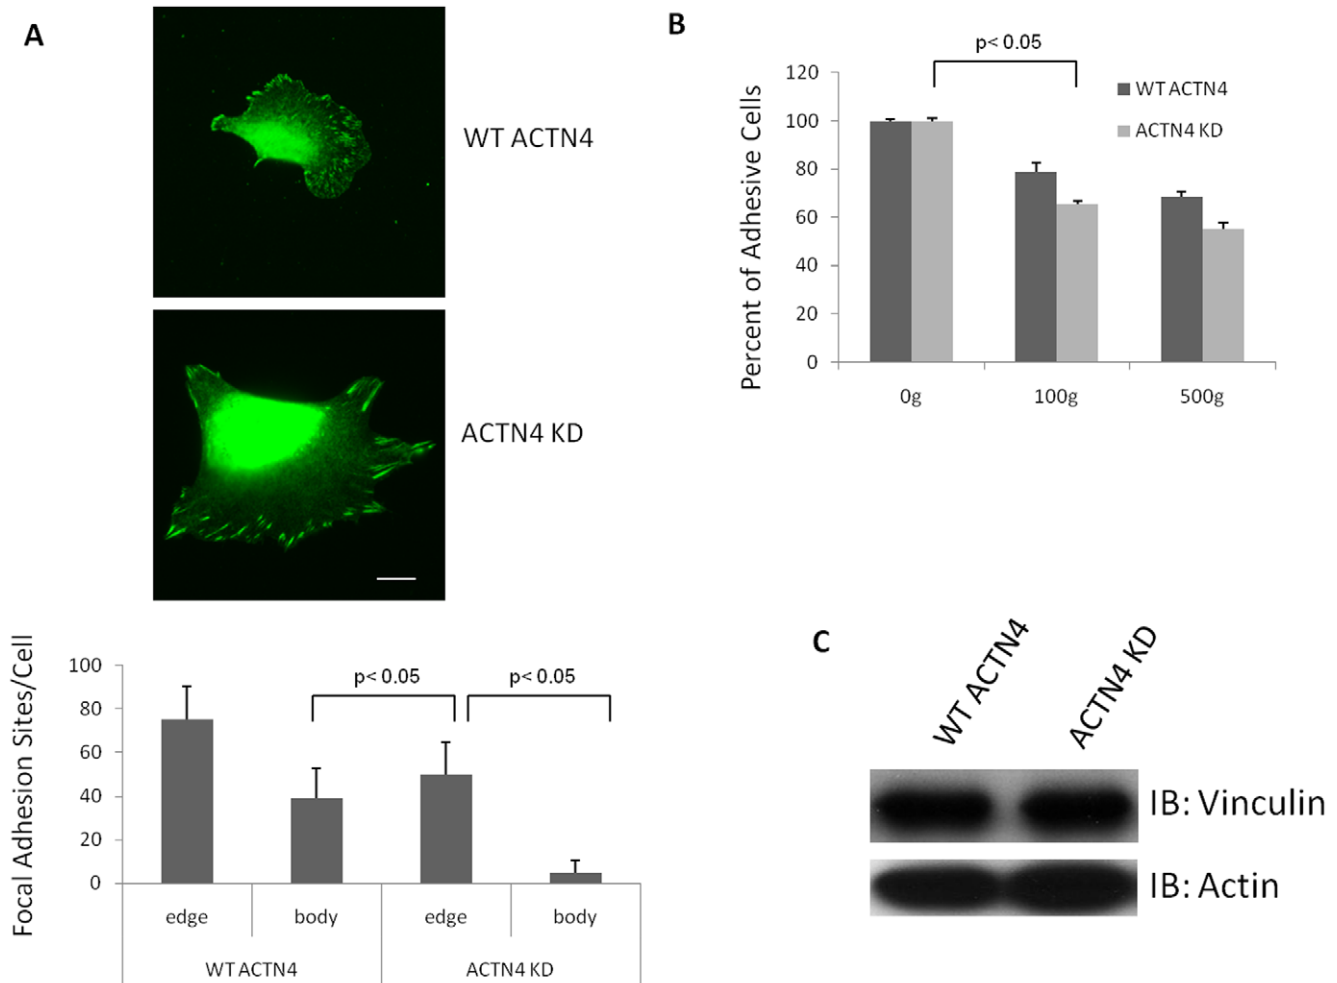 A
WT ACTN4
ACTN4 KD
Focal Adhesion Sites/Cell
100
80
60
40
20
0
p< 0.05
p< 0.05
edge
body
edge
body
WT ACTN4
ACTN4 KD
B
p< 0.05
Percent of Adhesive Cells
120
100
80
60
40
20
0
WT ACTN4
ACTN4 KD
0g
100g
500g
C
WT ACTN4
ACTN4 KD
IB: Vinculin
IB: Actin